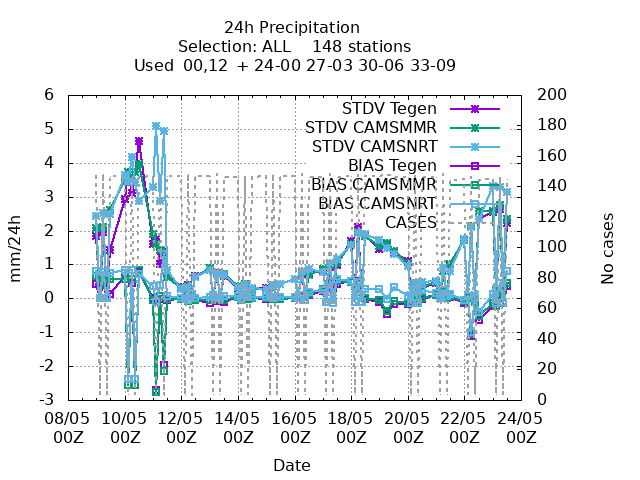 24h Precipitation
Selection: ALL    148 stations
Used  00,12  + 24-00 27-03 30-06 33-09
STDV Tegen
STDV CAMSMMR
STDV CAMSNRT
BIAS Tegen
BIAS CAMSMMR
BIAS CAMSNRT
CASES
mm/24h
6
5
4
3
2
1
0
-1
-2
-3
No cases
200
180
160
140
120
100
80
60
40
20
0
08/05 10/05 12/05 14/05 16/05 18/05 20/05 22/05 24/05
00Z 00Z 00Z 00Z 00Z 00Z 00Z 00Z 00Z
Date